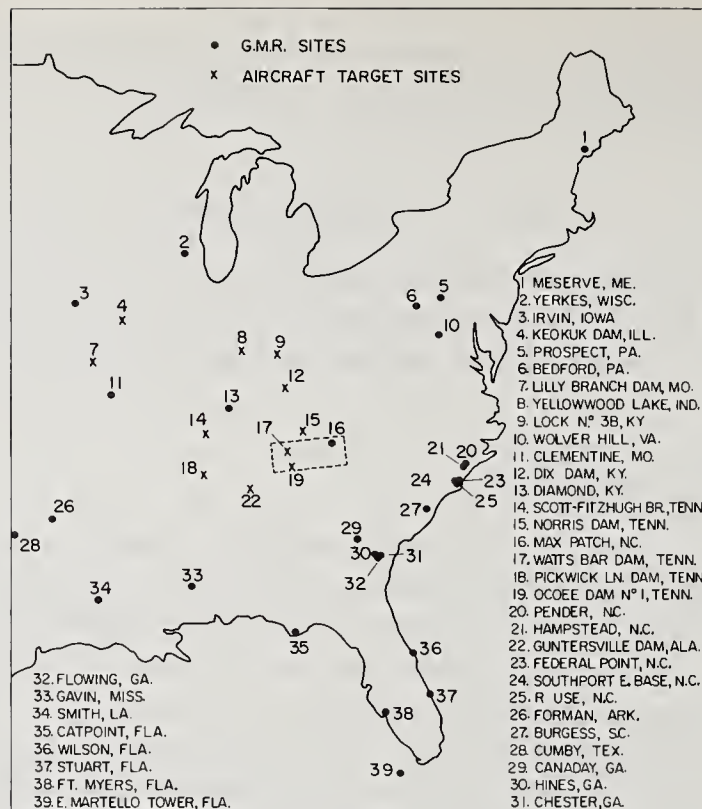 G.M.R. SITES
x AIRCRAFT TARGET SITES
1
2
3
4
5
6
7
8
9
10
11
12
13
14
15
16
17
18
19
20
21
22
23
24
25
26
27
28
29
30
31
32
33
34
35
36
37
38
39
1 MESERVE, ME.
2. YERKES, WISC.
3. IRVIN, IOWA
4. KEOKUK DAM, ILL.
5. PROSPECT, PA.
6. BEDFORD, PA.
7. LILLY BRANCH DAM, MO.
8. YELLOWWOOD LAKE, IND.
9. LOCK Nº 3B, KY
10. WOLVER HILL, VA.
11. CLEMENTINE, MO.
12. DIX DAM, KY.
13. DIAMOND, KY.
14. SCOTT-FITZHUGH BR., TENN
15. NORRIS DAM, TENN.
16. MAX PATCH, NC.
17. WATTS BAR DAM, TENN.
18. PICKWICK LN. DAM, TENN
19. OCOEE DAM Nº 1, TENN.
20. PENDER, N.C.
21. HAMPSTEAD, N.C.
22. GUNTERSVILLE DAM, ALA.
23. FEDERAL POINT, N.C.
24. SOUTHPORT E. BASE, N.C.
25. R USE, N.C.
26. FORMAN, ARK.
27. BURGESS, S.C.
28. CUMBY, TEX.
29. CANADAY, GA.
30. HINES, GA.
31. CHESTER, GA.
32. FLOWING, GA.
33. GAVIN, MISS.
34. SMITH, LA.
35. CATPOINT, FLA.
36. WILSON, FLA.
37. STUART, FLA.
38. FT. MYERS, FLA.
39. E. MARTELLO TOWER, FLA.